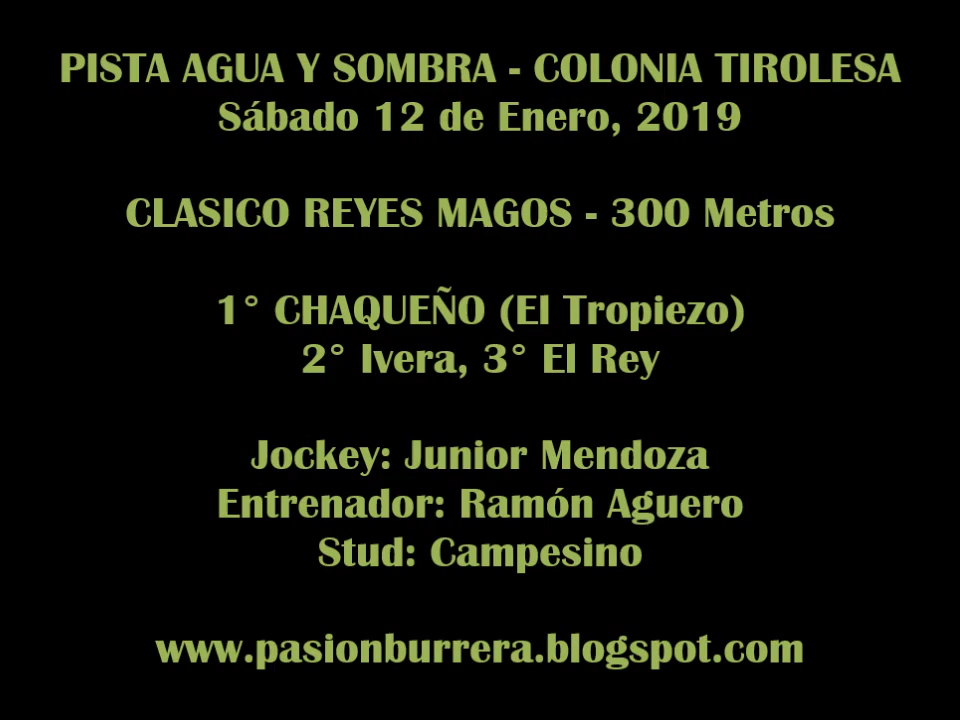 PISTA AGUA Y SOMBRA - COLONIA TIROLESA
Sábado 12 de Enero, 2019
CLASICO REYES MAGOS - 300 Metros
1° CHAQUEÑO (El Tropiezo)
2° Ivera, 3° El Rey
Jockey: Junior Mendoza
Entrenador: Ramón Aguero
Stud: Campesino
www.pasionburrera.blogspot.com